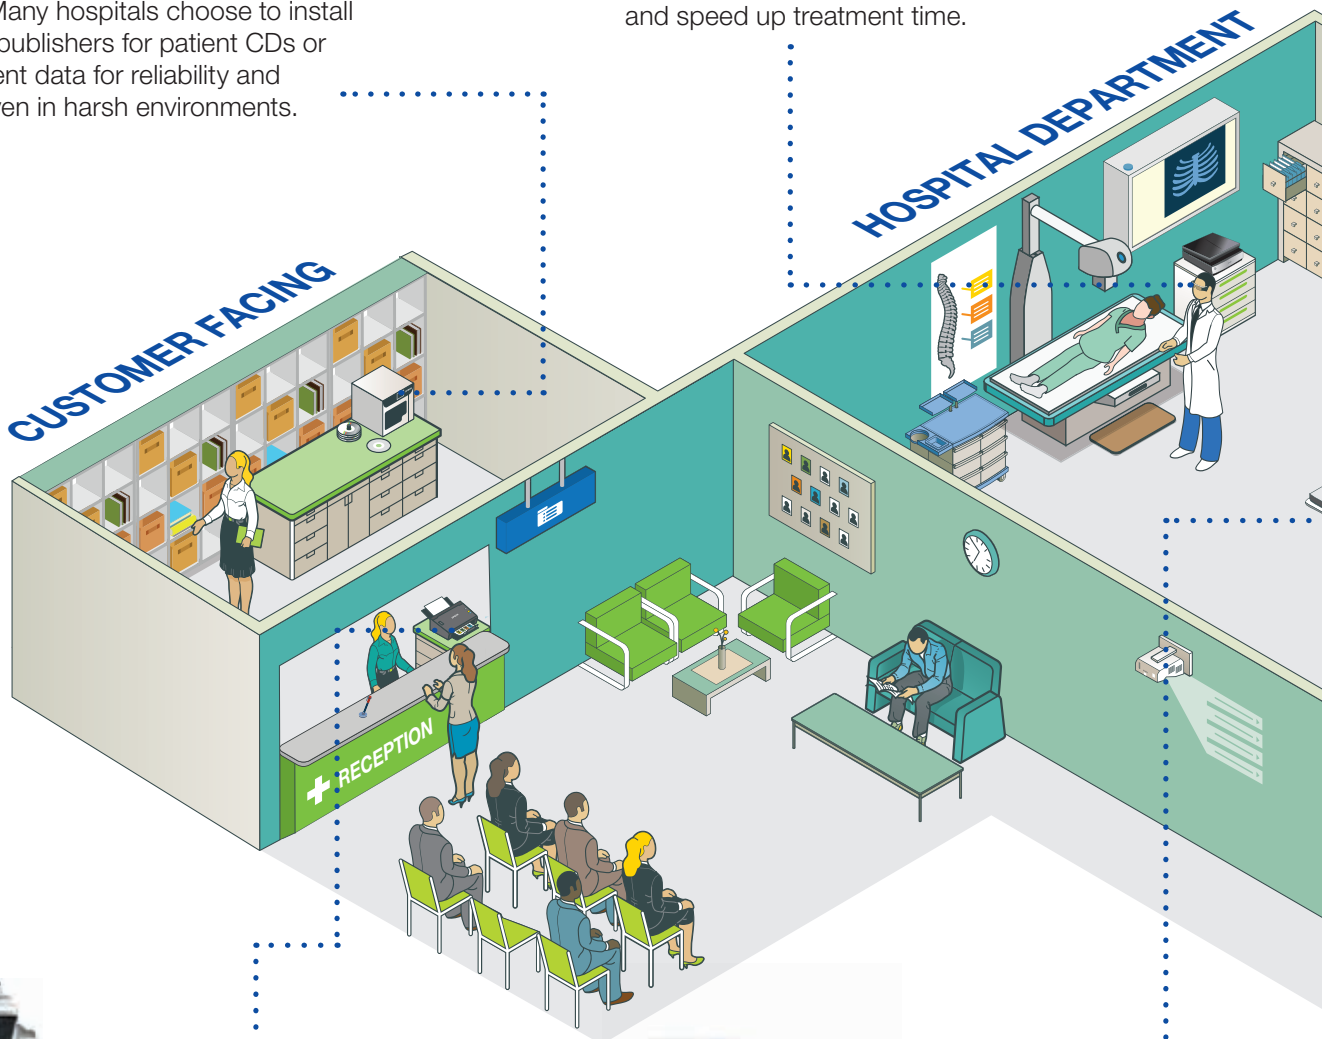 Many hospitals choose to install
publishers for patient CDs or
ent data for reliability and
ven in harsh environments.
and speed up treatment time.
HOSPITAL DEPARTMENT
CUSTOMER FACING
RECEPTION